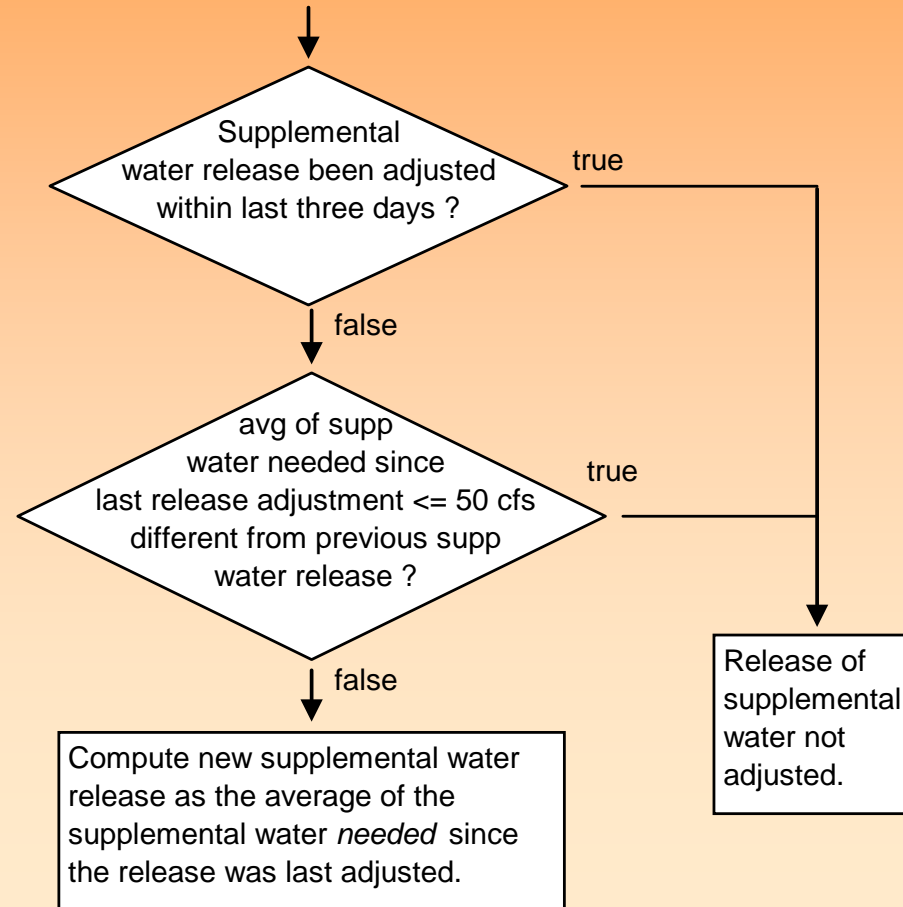 Supplemental
water release been adjusted
within last three days ?
true
false
avg of supp
water needed since
last release adjustment <= 50 cfs
different from previous supp
water release ?
true
false
Release of
supplemental
water not
adjusted.
Compute new supplemental water
release as the average of the
supplemental water needed since
the release was last adjusted.